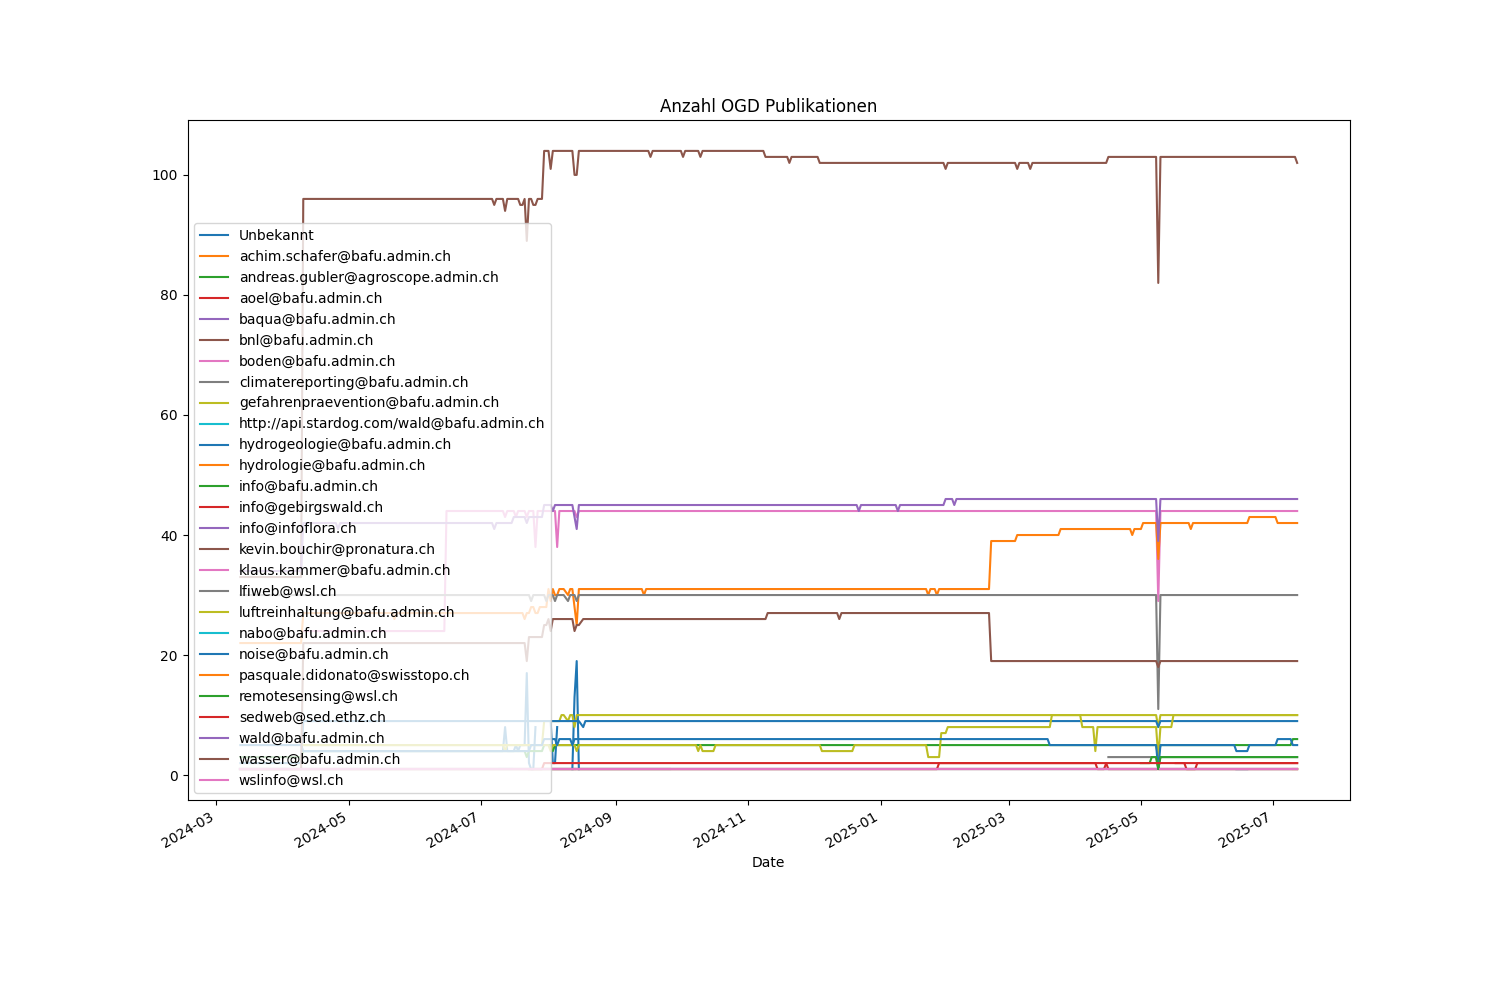 Anzahl OGD Publikationen
100
80
60
40
20
0
Unbekannt
achim.schafer@bafu.admin.ch
andreas.gubler@agroscope.admin.ch
aoel@bafu.admin.ch
baqua@bafu.admin.ch
bnl@bafu.admin.ch
boden@bafu.admin.ch
climatereporting@bafu.admin.ch
gefahrenpraevention@bafu.admin.ch
http://api.stardog.com/wald@bafu.admin.ch
hydrogeologie@bafu.admin.ch
hydrologie@bafu.admin.ch
info@bafu.admin.ch
info@gebirgswald.ch
info@infoflora.ch
kevin.bouchir@pronatura.ch
klaus.kammer@bafu.admin.ch
lfiweb@wsl.ch
luftreinhaltung@bafu.admin.ch
nabo@bafu.admin.ch
noise@bafu.admin.ch
pasquale.didonato@swisstopo.ch
remotesensing@wsl.ch
sedweb@sed.ethz.ch
wald@bafu.admin.ch
wasser@bafu.admin.ch
wslinfo@wsl.ch
2024-03
2024-05
2024-07
2024-09
2024-11
2025-01
2025-03
2025-05
2025-07
Date